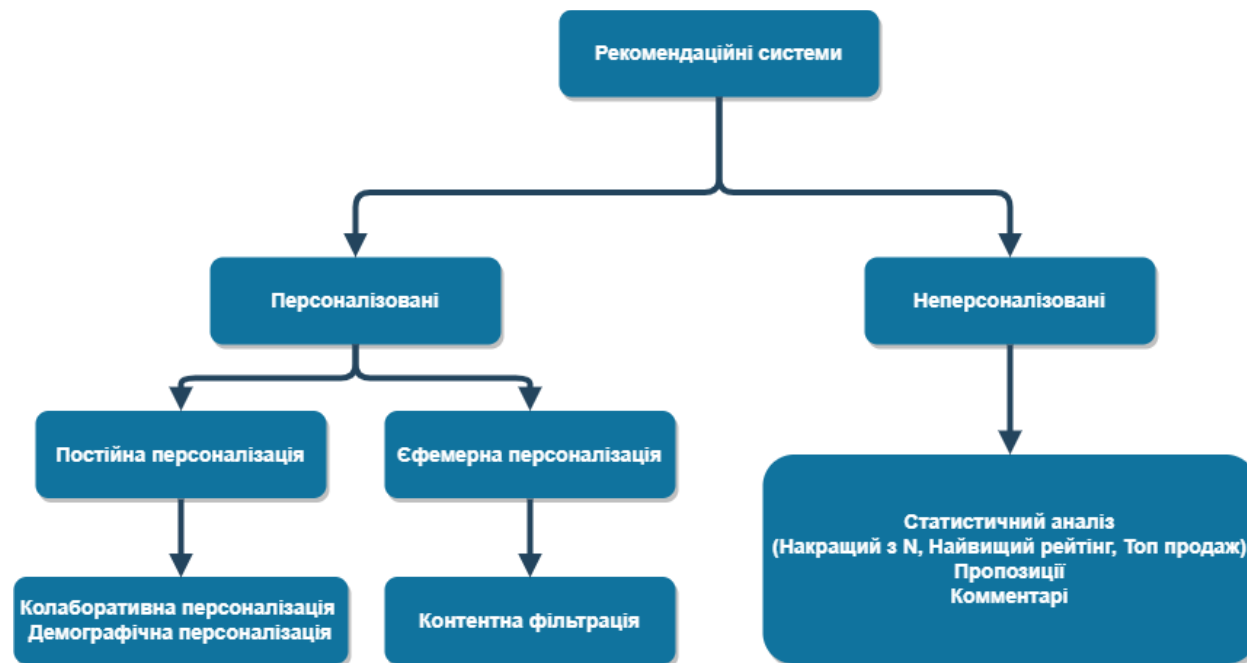 Рекомендаційні системи
Персоналізовані
Неперсоналізовані
Постійна персоналізація
Єфемерна персоналізація
Статистичний аналіз
(Накращий з N, Найвищий рейтінг, Топ продаж)
Пропозиції
Комментарі
Колаборативна персоналізація
Демографічна персоналізація
Контентна фільтрація